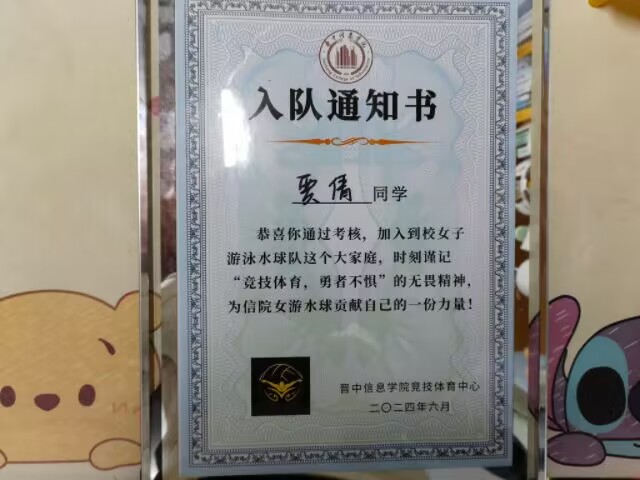 入队通知书
贾倩 同学
恭喜你通过考核，加入到校女子
游泳水球队这个大家庭，时刻谨记
“竞技体育，勇者不惧”的无畏精神，
为信院女游水球贡献自己的一份力量！
晋中信息学院竞技体育中心
二〇二四年六月